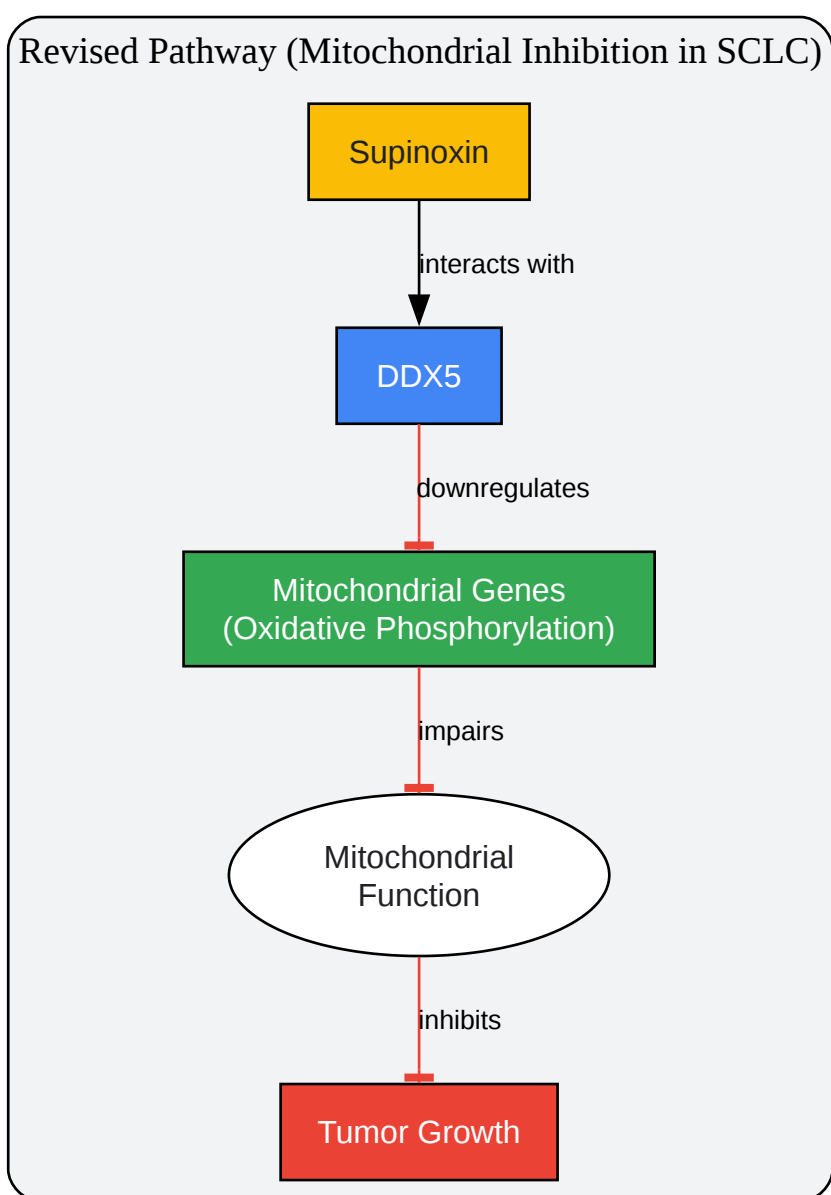 Revised Pathway (Mitochondrial Inhibition in SCLC)
Supinoxin
interacts with
DDX5
downregulates
Mitochondrial Genes
(Oxidative Phosphorylation)
impairs
Mitochondrial
Function
inhibits
Tumor Growth